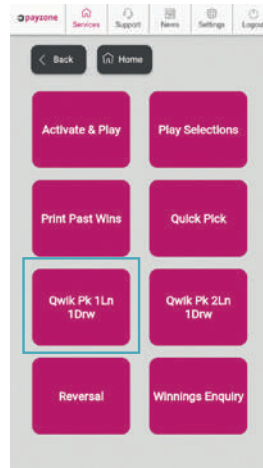 payzone Services Support News Settings Logout
Back Home
Activate & Play
Play Selections
Print Past Wins
Quick Pick
Qwik Pk 1Ln
1Drw
Qwik Pk 2Ln
1Drw
Reversal
Winnings Enquiry